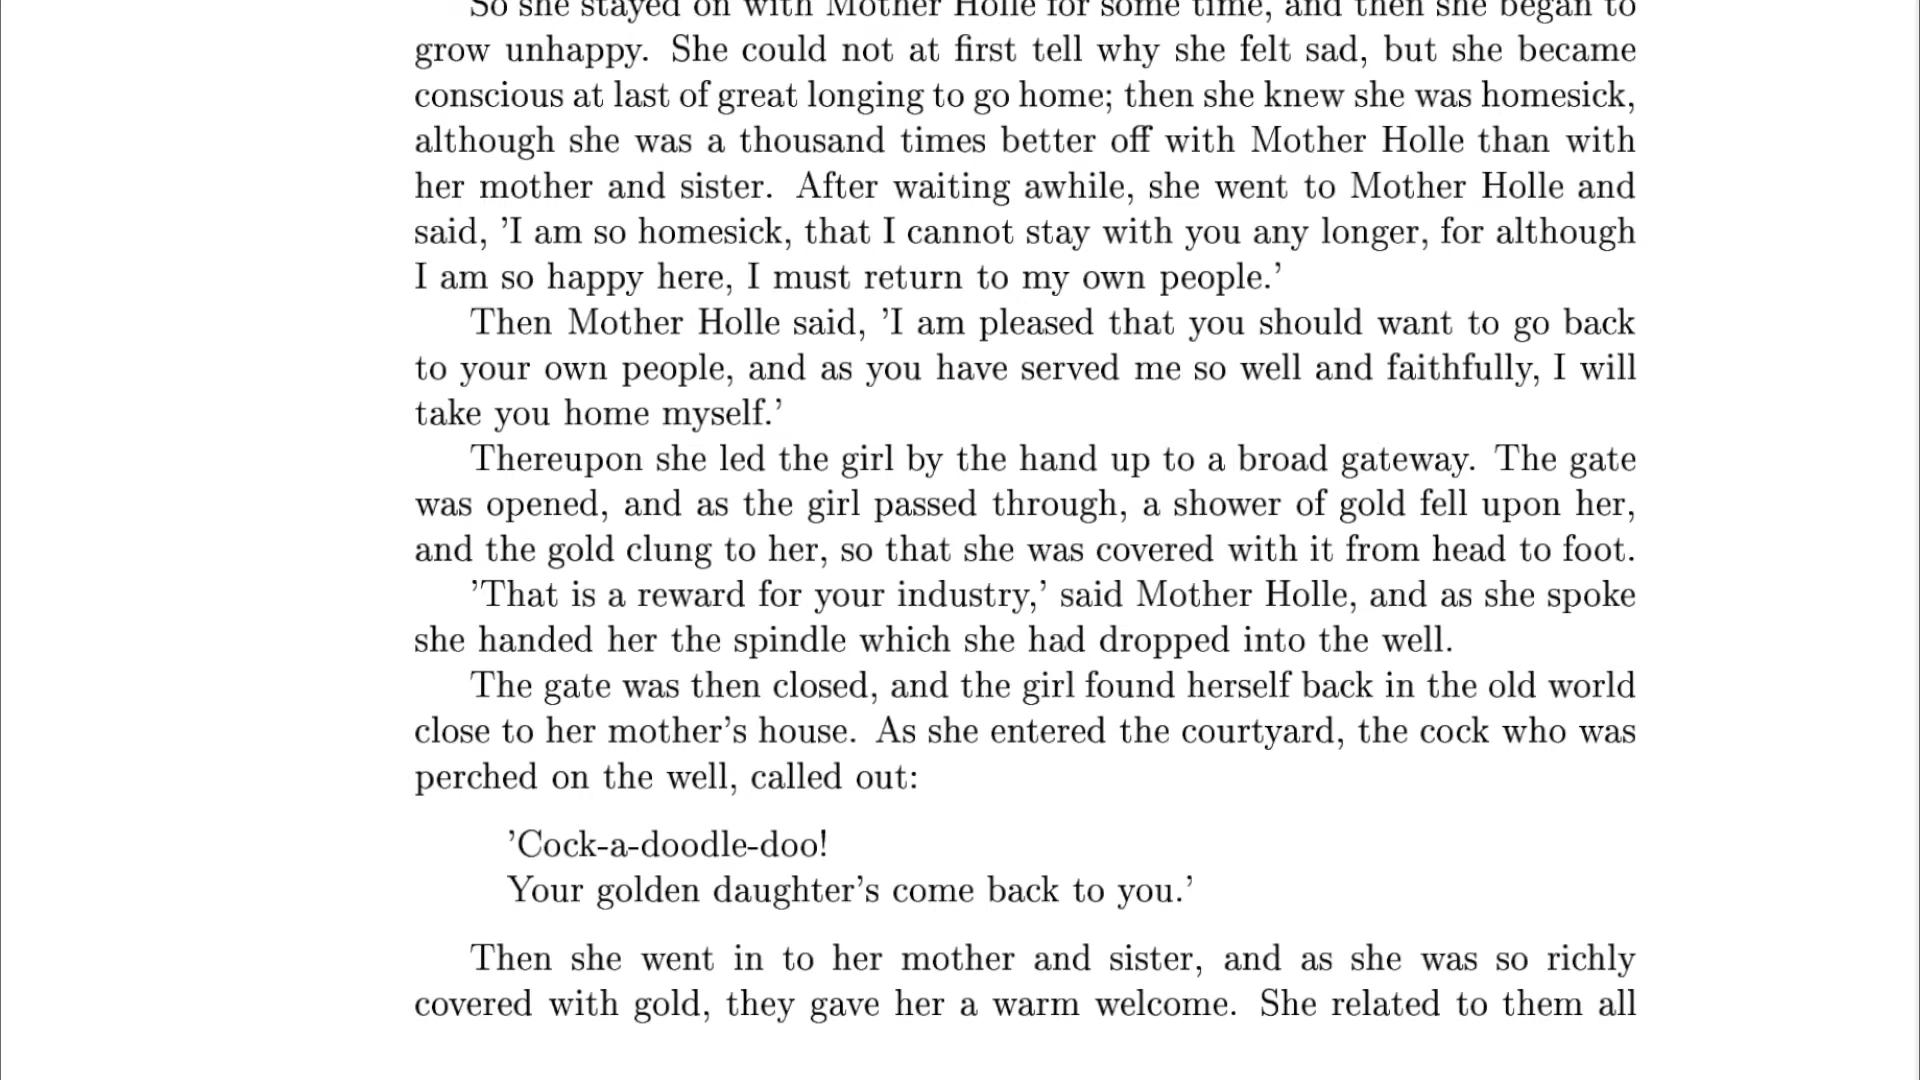 So she stayed on with Mother Holle for some time, and then she began to
grow unhappy. She could not at first tell why she felt sad, but she became
conscious at last of great longing to go home; then she knew she was homesick,
although she was a thousand times better off with Mother Holle than with
her mother and sister. After waiting awhile, she went to Mother Holle and
said, ’I am so homesick, that I cannot stay with you any longer, for although
I am so happy here, I must return to my own people.’
Then Mother Holle said, ’I am pleased that you should want to go back
to your own people, and as you have served me so well and faithfully, I will
take you home myself.’
Thereupon she led the girl by the hand up to a broad gateway. The gate
was opened, and as the girl passed through, a shower of gold fell upon her,
and the gold clung to her, so that she was covered with it from head to foot.
’That is a reward for your industry,’ said Mother Holle, and as she spoke
she handed her the spindle which she had dropped into the well.
The gate was then closed, and the girl found herself back in the old world
close to her mother’s house. As she entered the courtyard, the cock who was
perched on the well, called out:
’Cock-a-doodle-doo!
Your golden daughter’s come back to you.’
Then she went in to her mother and sister, and as she was so richly
covered with gold, they gave her a warm welcome. She related to them all